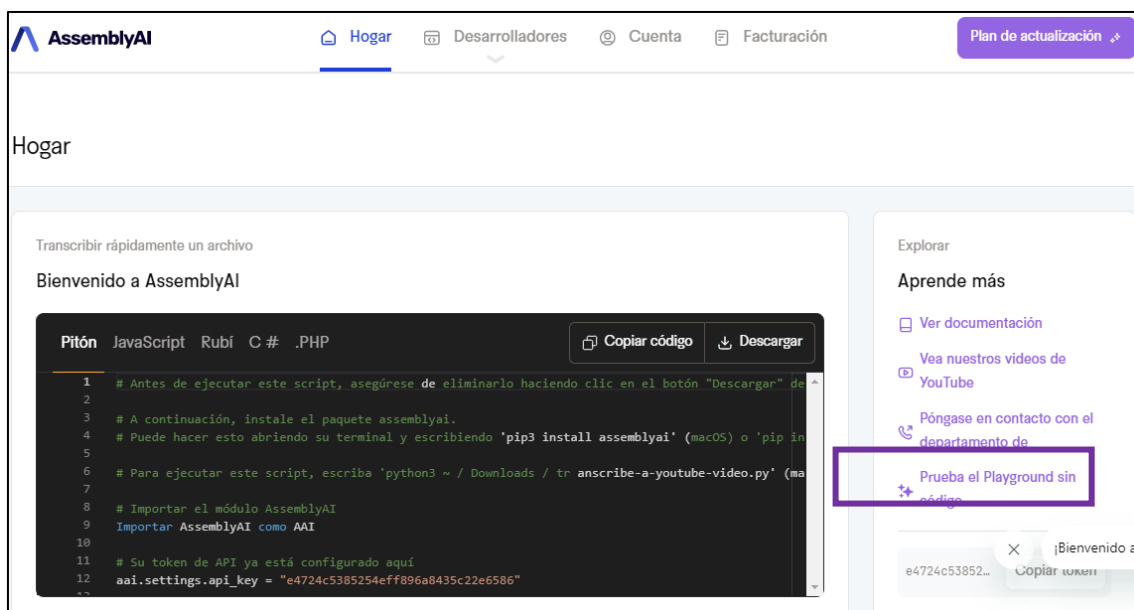 AssemblyAI
Hogar
Desarrolladores
Cuenta
Facturación
Plan de actualización
Hogar
Transcribir rápidamente un archivo
Bienvenido a AssemblyAI
Pitón JavaScript Rubí C # .PHP
Copiar código
Descargar
1 # Antes de ejecutar este script, asegúrese de eliminarlo haciendo clic en el botón "Descargar" de
2
3 # A continuación, instale el paquete assemblyai.
4 # Puede hacer esto abriendo su terminal y escribiendo 'pip3 install assemblyai' (macOS) o 'pip in
5
6 # Para ejecutar este script, escriba 'python3 ~ / Downloads / tr anscribe-a-youtube-video.py' (ma
7
8 # Importar el módulo AssemblyAI
9 Importar AssemblyAI como AAI
10
11 # Su token de API ya está configurado aquí
12 aai.settings.api_key = "e4724c5385254eff896a8435c22e6586"
Explorar
Aprende más
Ver documentación
Vea nuestros videos de
YouTube
Póngase en contacto con el
departamento de
Prueba el Playground sin
código
¡Bienvenido a
e4724c53852...
Copiar token